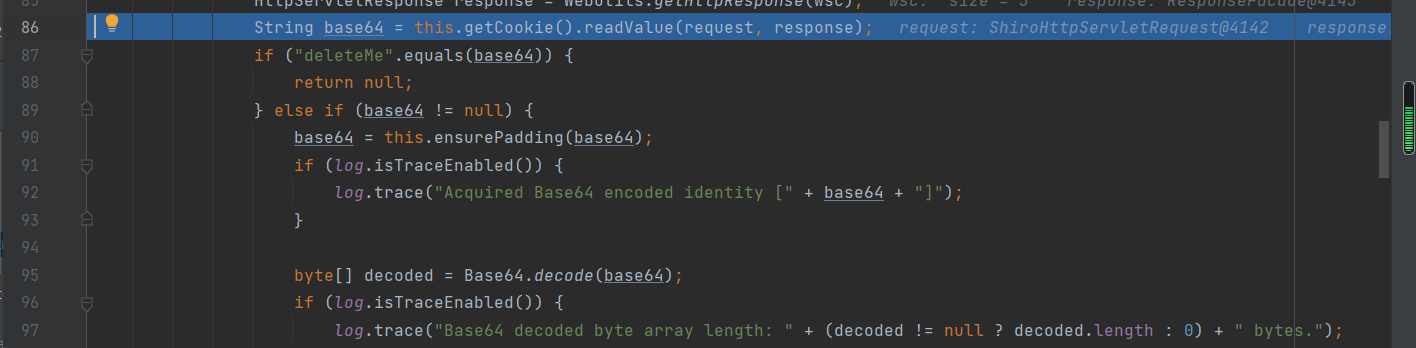 85 HttpServletResponse response = WebUtils.getHttpResponse(wsc); wsc: size = 3 response: ResponseFacade@4143
86 String base64 = this.getCookie().readValue(request, response); request: ShiroHttpServletRequest@4142 response:
87 if ("deleteMe".equals(base64)) {
88 return null;
89 } else if (base64 != null) {
90 base64 = this.ensurePadding(base64);
91 if (log.isTraceEnabled()) {
92 log.trace("Acquired Base64 encoded identity [" + base64 + "]");
93 }
94
95 byte[] decoded = Base64.decode(base64);
96 if (log.isTraceEnabled()) {
97 log.trace("Base64 decoded byte array length: " + (decoded != null ? decoded.length : 0) + " bytes.");